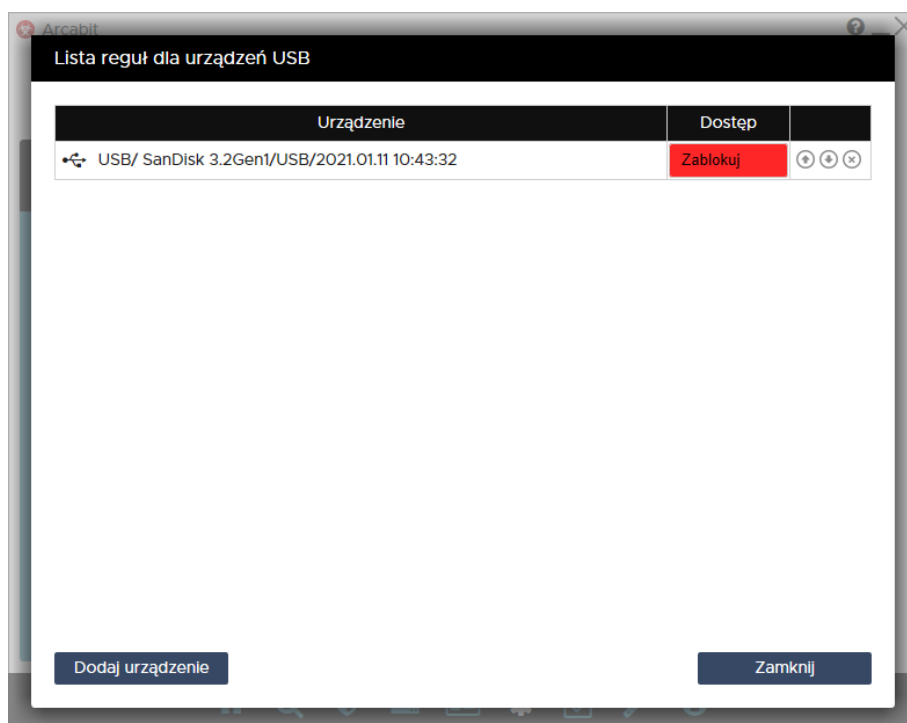 Arcabit
Lista reguł dla urządzeń USB
Urządzenie Dostęp
USB/ SanDisk 3.2Gen1/USB/2021.01.11 10:43:32 Zablokuj
Dodaj urządzenie Zamknij